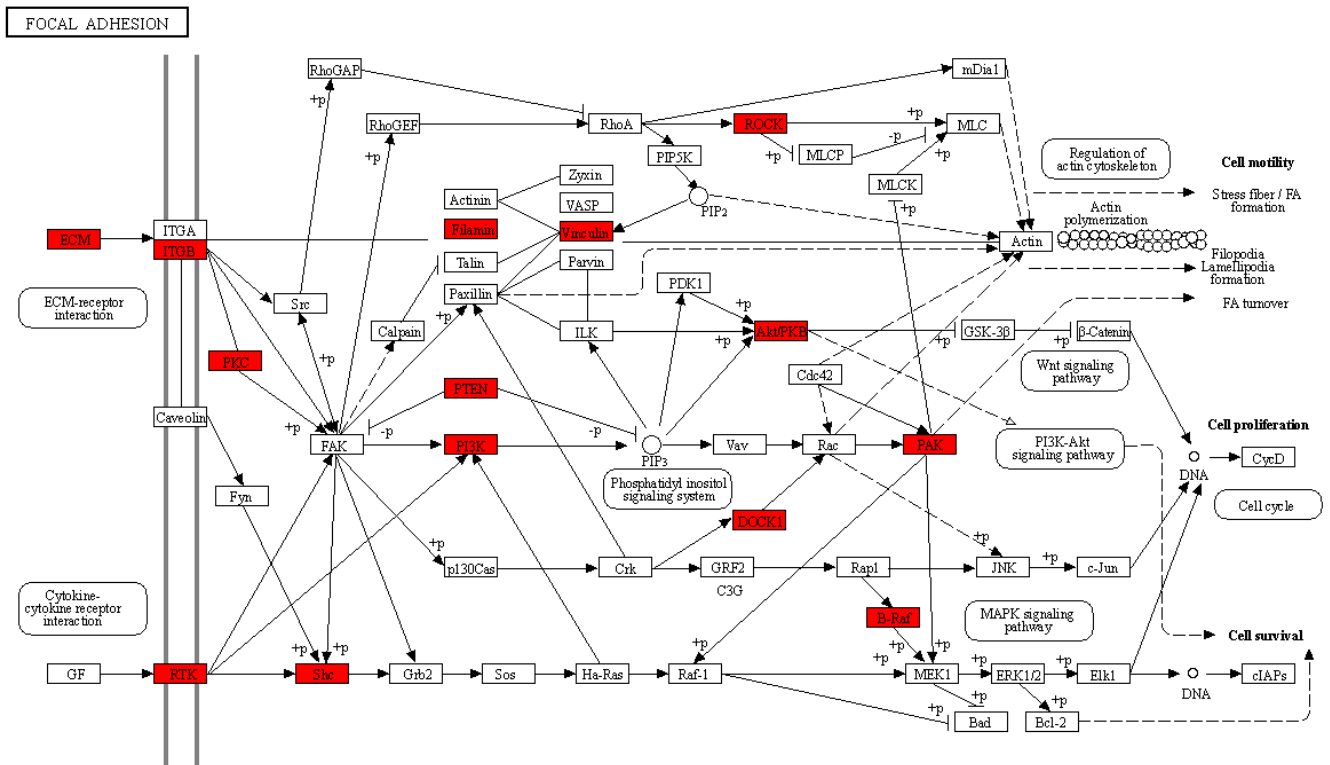 FOCAL ADHESION
RhoGAP
mDia1
+p
RhoGEF
RhoA
ROCK
+p
MLC
-p
+p
+p
MLCP
+p
PIP5K
MLCK
+p
Regulation of
actin cytoskeleton
Cell motility
Zyxin
Actinin
VASP
PIP2
Stress fiber / FA
formation
Actin
polymerization
ECM
ITGA
ITGB
Filamin
Vinculin
Actin
Talin
Parvin
Filopodia
Lamellipodia
formation
ECM-receptor
interaction
Src
Paxillin
PDK1
FA turnover
+p
+p
Calpain
ILK
+p
+p
Akt/PKB
+p
GSK-3β
+p
β-Catenin
PKC
+p
Cdc42
Wnt signaling
pathway
PTEN
Caveolin
+p
-p
-p
FAK
PI3K
PIP3
Vav
Rac
PAK
PI3K-Akt
signaling pathway
Cell proliferation
DNA
CycD
Fyn
Phosphatidyl inositol
signaling system
Cell cycle
DOCK1
+p
+p
+p
p130Cas
Crk
GRF2
C3G
Rap1
JNK
c-Jun
Cytokine-
cytokine receptor
interaction
B-Raf
MAPK signaling
pathway
Cell survival
+p
+p
+p
+p
+p
+p
+p
GF
RTK
Shc
Grb2
Sos
Ha-Ras
Raf-1
MEK1
ERK1/2
Elk1
DNA
cIAPs
+p
+p
+p
Bad
Bcl-2